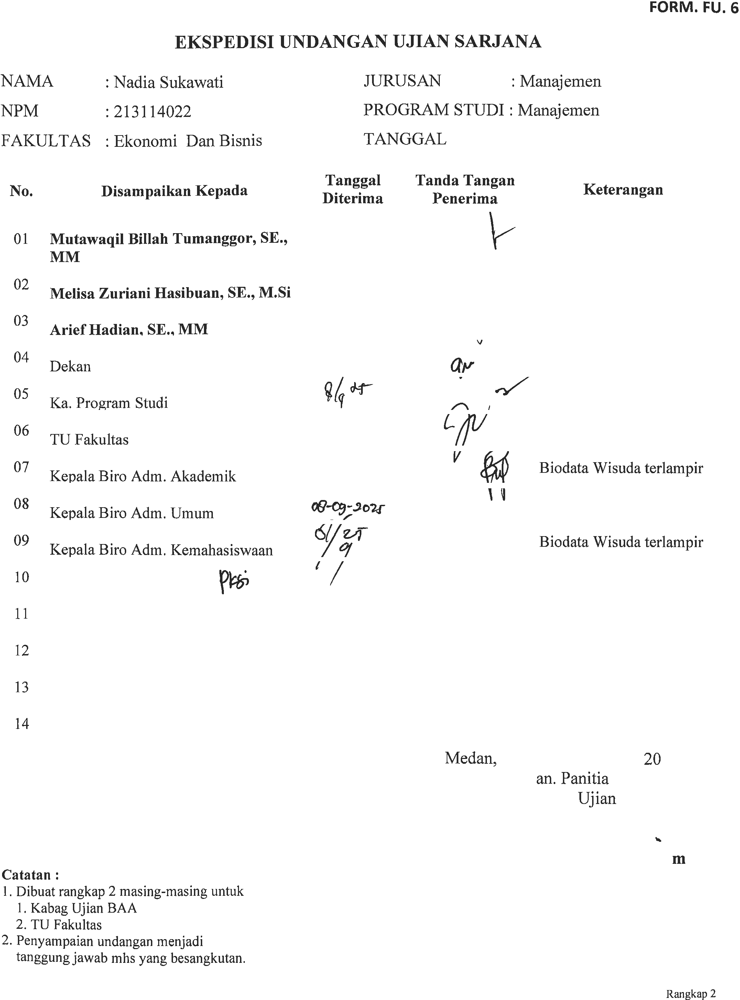 FORM. FU. 6
EKSPEDISI UNDANGAN UJIAN SARJANA
NAMA : Nadia Sukawati JURUSAN : Manajemen
NPM : 213114022 PROGRAM STUDI : Manajemen
FAKULTAS : Ekonomi Dan Bisnis TANGGAL
No. Disampaikan Kepada Tanggal Diterima Tanda Tangan Penerima Keterangan
01 Mutawaqil Billah Tumanggor, SE.,
MM
02 Melisa Zuriani Hasibuan, SE., M.Si
03 Arief Hadian, SE., MM
04 Dekan
05 Ka. Program Studi 8/9 25
06 TU Fakultas
07 Kepala Biro Adm. Akademik Biodata Wisuda terlampir
08 Kepala Biro Adm. Umum 08-09-2025
09 Kepala Biro Adm. Kemahasiswaan Biodata Wisuda terlampir
10
11
12
13
14
Medan, 20
an. Panitia
Ujian
m
Catatan :
1. Dibuat rangkap 2 masing-masing untuk
1. Kabag Ujian BAA
2. TU Fakultas
2. Penyampaian undangan menjadi
tanggung jawab mhs yang besangkutan.
Rangkap 2